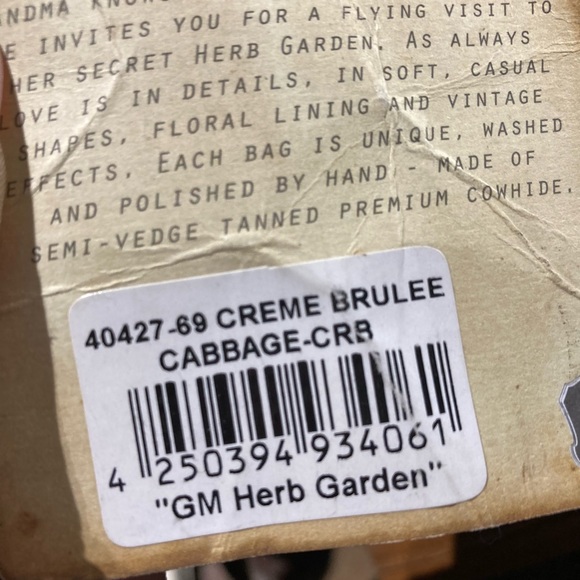 KNOWS
E INVITES YOU FOR A FLYING VISIT TO
HER SECRET HERB GARDEN. AS ALWAYS
LOVE IS IN DETAILS, IN SOFT, CASUAL
SHAPES, FLORAL LINING AND VINTAGE
EFFECTS, EACH BAG IS UNIQUE, WASHED
AND POLISHED BY HAND - MADE OF
SEMI-VEDGE TANNED PREMIUM COWHIDE.
40427-69 CREME BRULEE
CABBAGE-CRB
4 250394 934061
"GM Herb Garden"